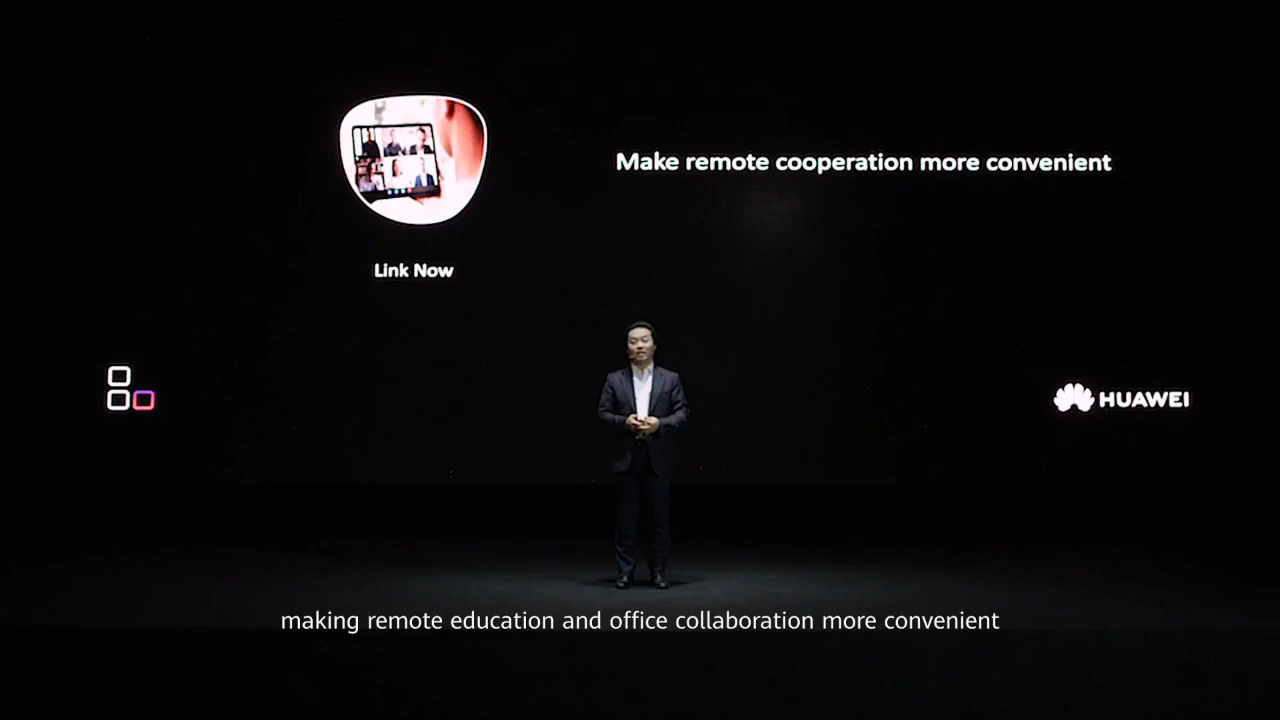 Make remote cooperation more convenient
Link Now
HUAWEI
making remote education and office collaboration more convenient